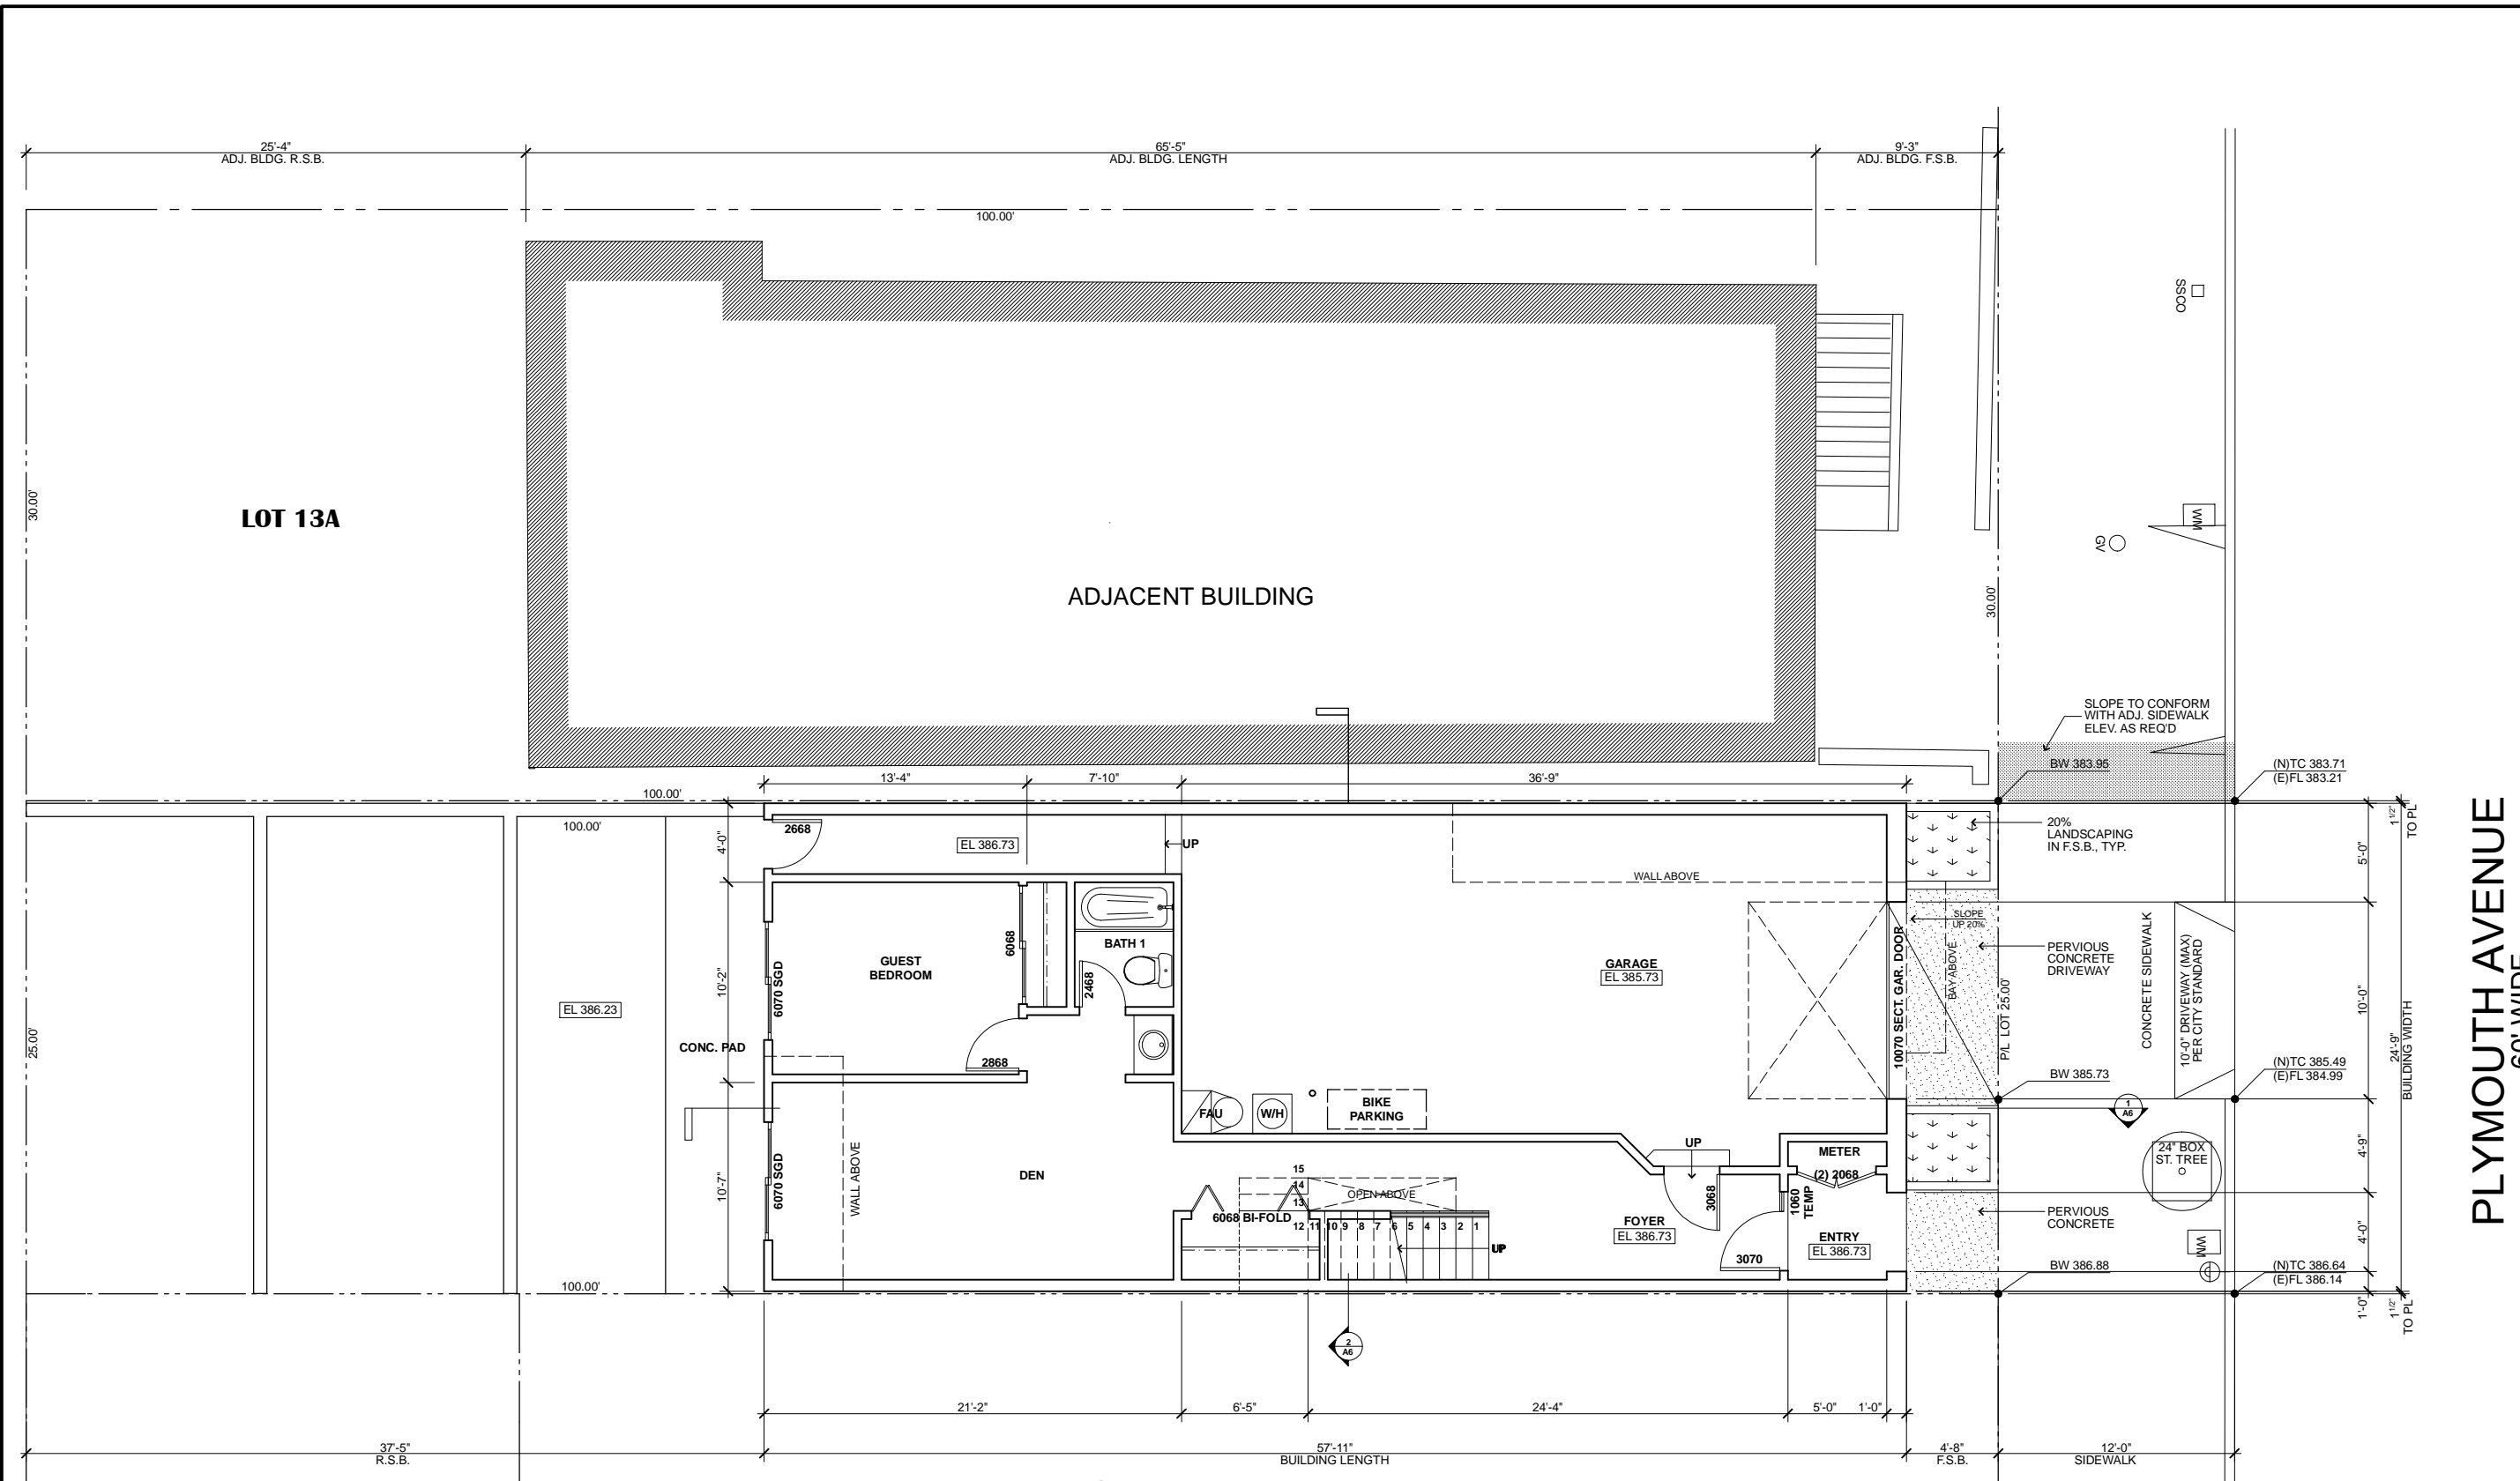 25'-4"
ADJ. BLDG. R.S.B.
65'-5"
ADJ. BLDG. LENGTH
9'-3"
ADJ. BLDG. F.S.B.
100.00'
SSCO
30.00'
LOT 13A
WM
GV
ADJACENT BUILDING
30.00'
SLOPE TO CONFORM
WITH ADJ. SIDEWALK
ELEV. AS REQ'D
BW 383.95
(N)TC 383.71
(E)FL 383.21
13'-4"
7'-10"
36'-9"
100.00'
100.00'
4'-0"
2668
EL 386.73
UP
WALL ABOVE
20%
LANDSCAPING
IN F.S.B., TYP.
5'-0"
1 1/2"
TO PL
PLYMOUTH AVENUE
60' WIDE
GUEST
BEDROOM
6068
BATH 1
2468
GARAGE
EL 385.73
10070 SECT. GAR. DOOR
SLOPE
UP 20%
BAY ABOVE
PERVIOUS
CONCRETE
DRIVEWAY
P/L LOT 25.00'
CONCRETE SIDEWALK
10'-0" DRIVEWAY (MAX)
PER CITY STANDARD
10'-0"
24'-9"
BUILDING WIDTH
10'-2"
6070 SGD
EL 386.23
25.00'
CONC. PAD
2868
BW 385.73
(N)TC 385.49
(E)FL 384.99
FAU
W/H
BIKE
PARKING
1
A6
UP
METER
(2) 2068
24" BOX
ST. TREE
4'-9"
10'-7"
6070 SGD
WALL ABOVE
DEN
15
14
13
12 11 10 9 8 7 6 5 4 3 2 1
OPEN ABOVE
6068 BI-FOLD
UP
3068
1060
TEMP
FOYER
EL 386.73
3070
ENTRY
EL 386.73
PERVIOUS
CONCRETE
WM
4'-0"
100.00'
BW 386.88
(N)TC 386.64
(E)FL 386.14
1'-0"
1 1/2"
TO PL
2
A6
21'-2"
6'-5"
24'-4"
5'-0"
1'-0"
37'-5"
R.S.B.
57'-11"
BUILDING LENGTH
4'-8"
F.S.B.
12'-0"
SIDEWALK